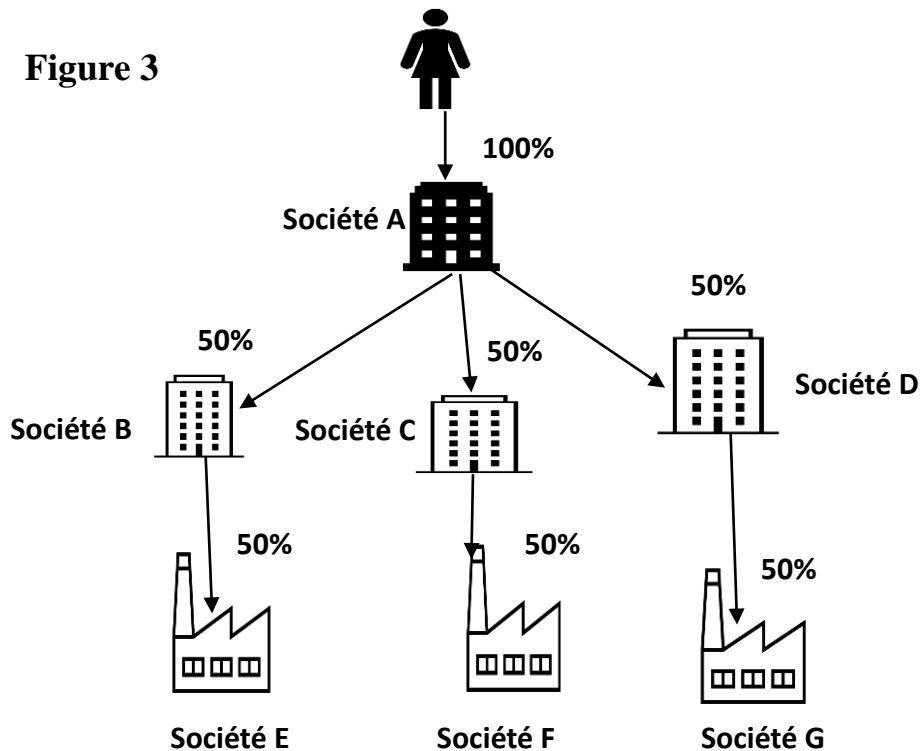 Figure 3
100%
Société A
50%
50%
50%
Société B
Société C
Société D
50%
50%
50%
Société E
Société F
Société G